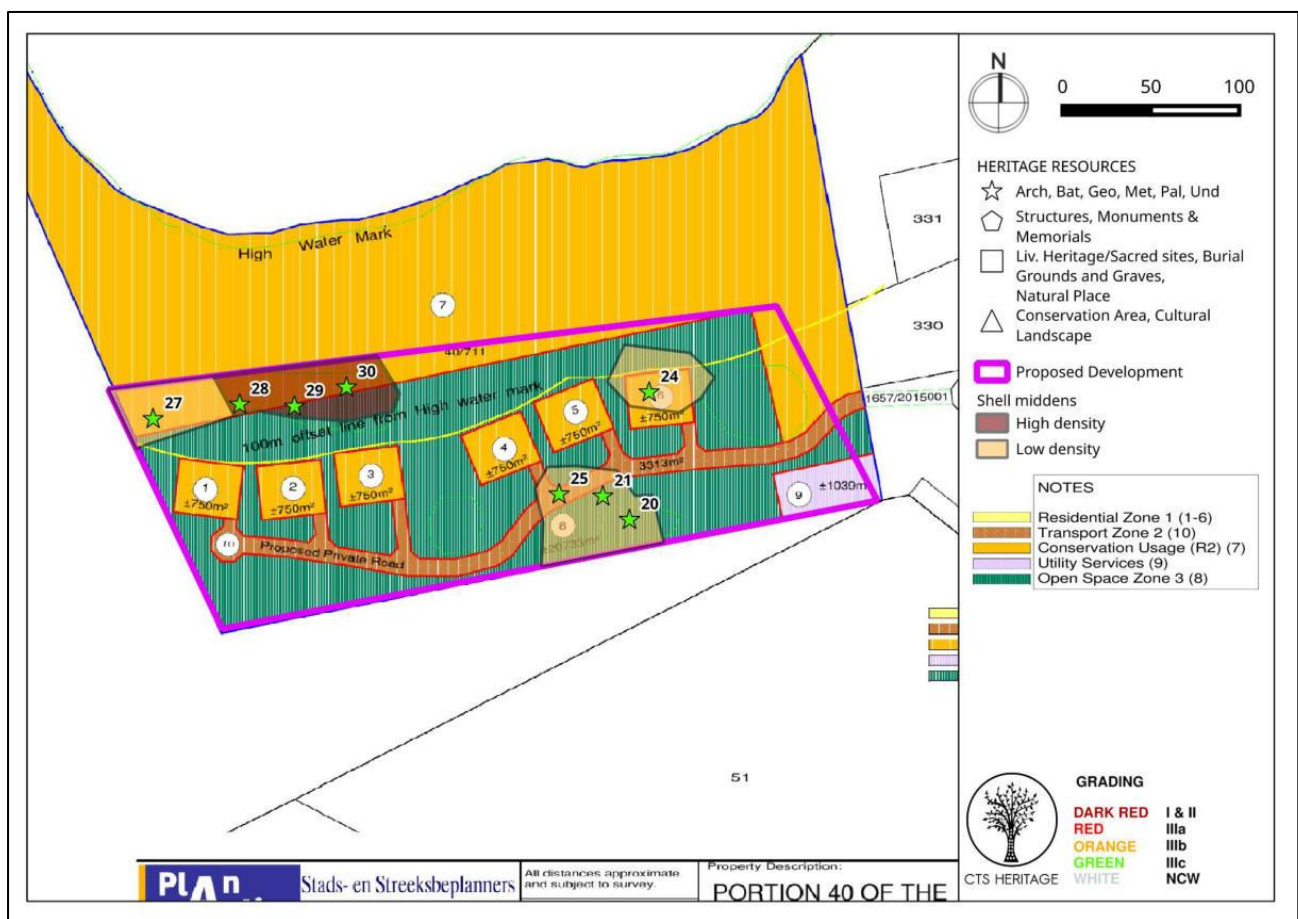 High Water Mark
7
331
330
40/711
1657/2015001
100m offset line from High water mark
27
28
29
30
24
6
±750m²
5
±750m²
4
±750m²
3
±750m²
2
±750m²
1
±750m²
3313m²
25
21
20
8
9
±1039m
10
Proposed Private Road
51
N
0 50 100
HERITAGE RESOURCES
Arch, Bat, Geo, Met, Pal, Und
Structures, Monuments &
Memorials
Liv. Heritage/Sacred sites, Burial
Grounds and Graves,
Natural Place
Conservation Area, Cultural
Landscape
Proposed Development
Shell middens
High density
Low density
NOTES
Residential Zone 1 (1-6)
Transport Zone 2 (10)
Conservation Usage (R2) (7)
Utility Services (9)
Open Space Zone 3 (8)
CTS HERITAGE
GRADING
DARK RED I & II
RED IIIa
ORANGE IIIb
GREEN IIIc
WHITE NCW
Plan
Stads- en Streeksbeplanners
All distances approximate
and subject to survey.
Property Description:
PORTION 40 OF THE